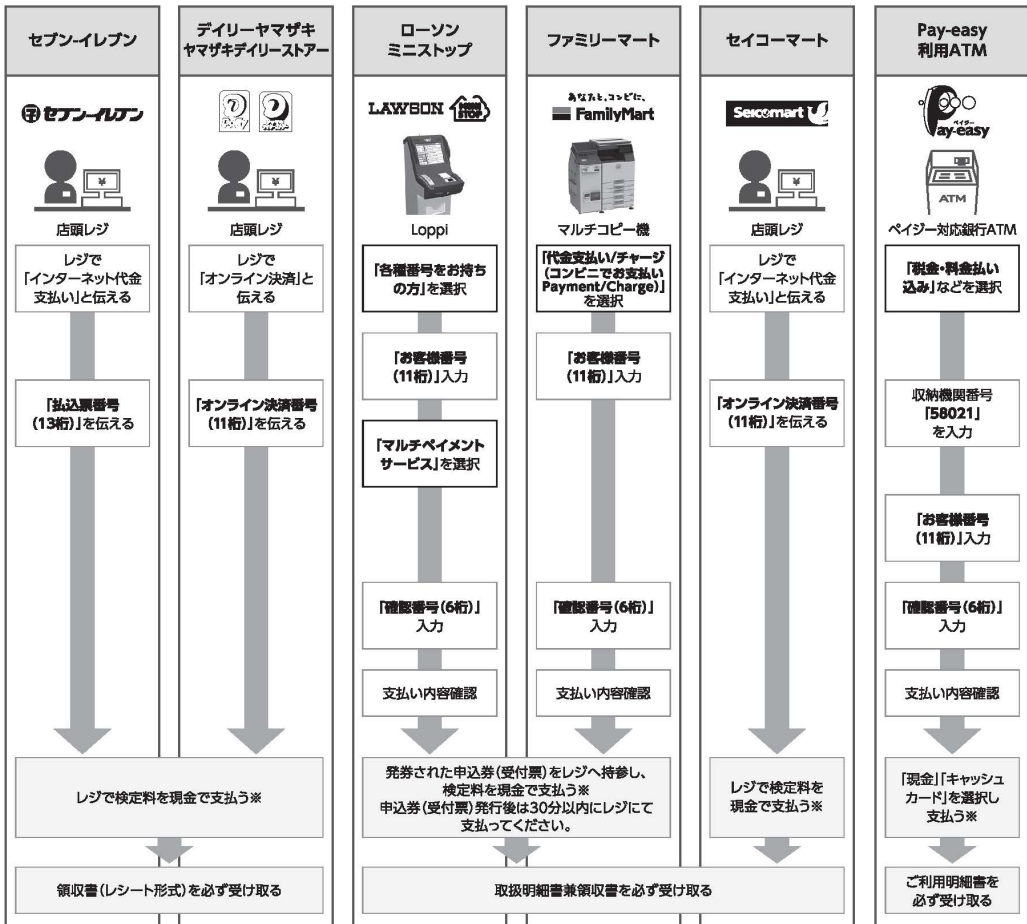 セブン-イレブン
デイリーヤマザキ
ヤマザキデイリーストアー
ローソン
ミニストップ
ファミリーマート
セイコーマート
Pay-easy
利用ATM
セブン-イレブン
LAWSON
MINI
STOP
あなたと、コンビに、
FamilyMart
Seicomart
ペイジー
Pay-easy
¥
¥
¥
ATM
店頭レジ
店頭レジ
Loppi
マルチコピー機
店頭レジ
ペイジー対応銀行ATM
レジで
「インターネット代金
支払い」と伝える
「払込票番号
(13桁)」を伝える
レジで
「オンライン決済」と
伝える
「オンライン決済番号
(11桁)」を伝える
レジで検定料を現金で支払う※
領収書(レシート形式)を必ず受け取る
「各種番号をお持ち
の方」を選択
「お客様番号
(11桁)」入力
「マルチペイメント
サービス」を選択
「確認番号(6桁)」
入力
支払い内容確認
「代金支払い/チャージ
(コンビニでお支払い
Payment/Charge)」
を選択
「お客様番号
(11桁)」入力
「確認番号(6桁)」
入力
支払い内容確認
発券された申込券(受付票)をレジへ持参し、
検定料を現金で支払う※
申込券(受付票)発行後は30分以内にレジにて
支払ってください。
レジで
「インターネット代金
支払い」と伝える
「オンライン決済番号
(11桁)」を伝える
レジで検定料を
現金で支払う※
取扱明細書兼領収書を必ず受け取る
「税金・料金払い
込み」などを選択
収納機関番号
「58021」
を入力
「お客様番号
(11桁)」入力
「確認番号(6桁)」
入力
支払い内容確認
「現金」「キャッシュ
カード」を選択し
支払う※
ご利用明細書を
必ず受け取る